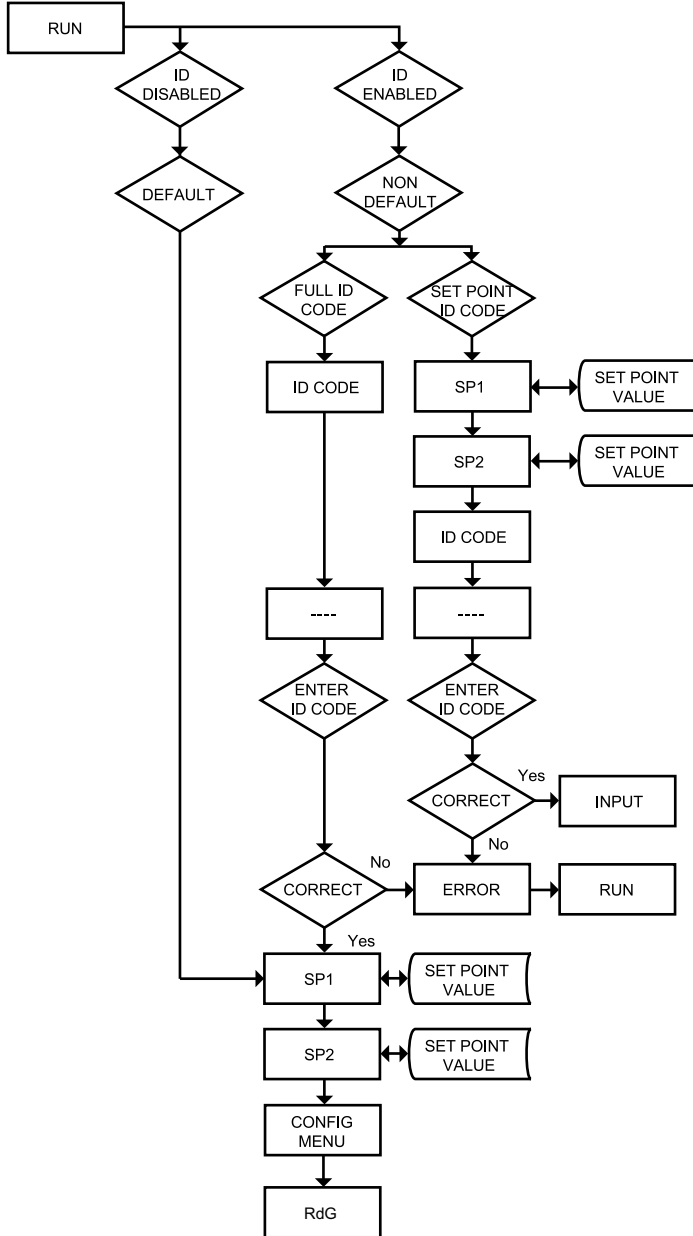 RUN
ID
DISABLED
ID
ENABLED
DEFAULT
NON
DEFAULT
FULL ID
CODE
SET POINT
ID CODE
ID CODE
SP1
SET POINT
VALUE
SP2
SET POINT
VALUE
ID CODE
----
----
ENTER
ID CODE
ENTER
ID CODE
CORRECT
Yes
INPUT
No
CORRECT
No
ERROR
RUN
Yes
SP1
SET POINT
VALUE
SP2
SET POINT
VALUE
CONFIG
MENU
RdG